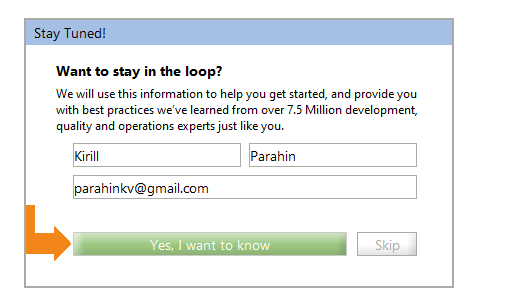 Stay Tuned!
Want to stay in the loop?
We will use this information to help you get started, and provide you
with best practices we've learned from over 7.5 Million development,
quality and operations experts just like you.
Kirill Parahin
parahinkv@gmail.com
Yes, I want to know Skip